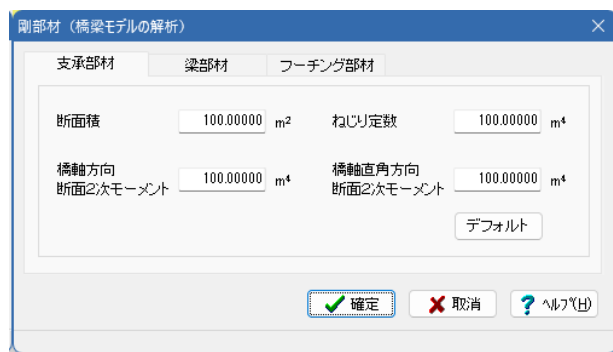 剛部材（橋梁モデルの解析）
支承部材 梁部材 フーチング部材
断面積 100.00000 m² ねじり定数 100.00000 m⁴
橋軸方向 橋軸直角方向
断面2次モーメント 100.00000 m⁴ 断面2次モーメント 100.00000 m⁴
デフォルト
確定 取消 ? ﾍﾙﾌﾟ(H)